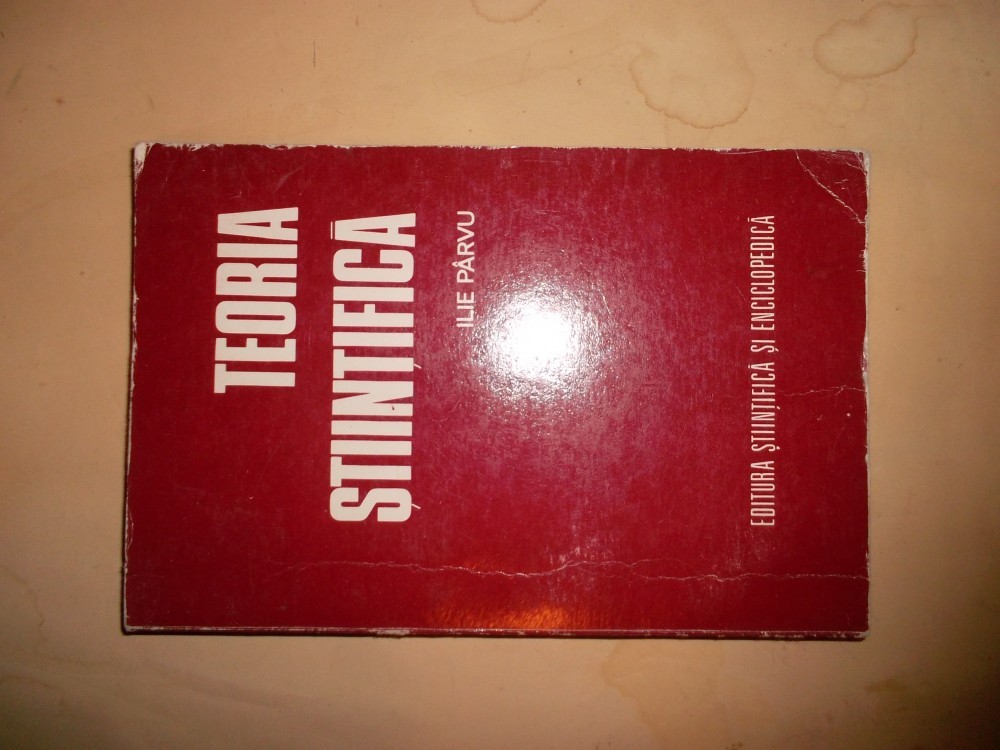 TEORIA
ȘTIINȚIFICĂ
ILIE PÂRVU
EDITURA ȘTIINȚIFICĂ ȘI ENCICLOPEDICĂ